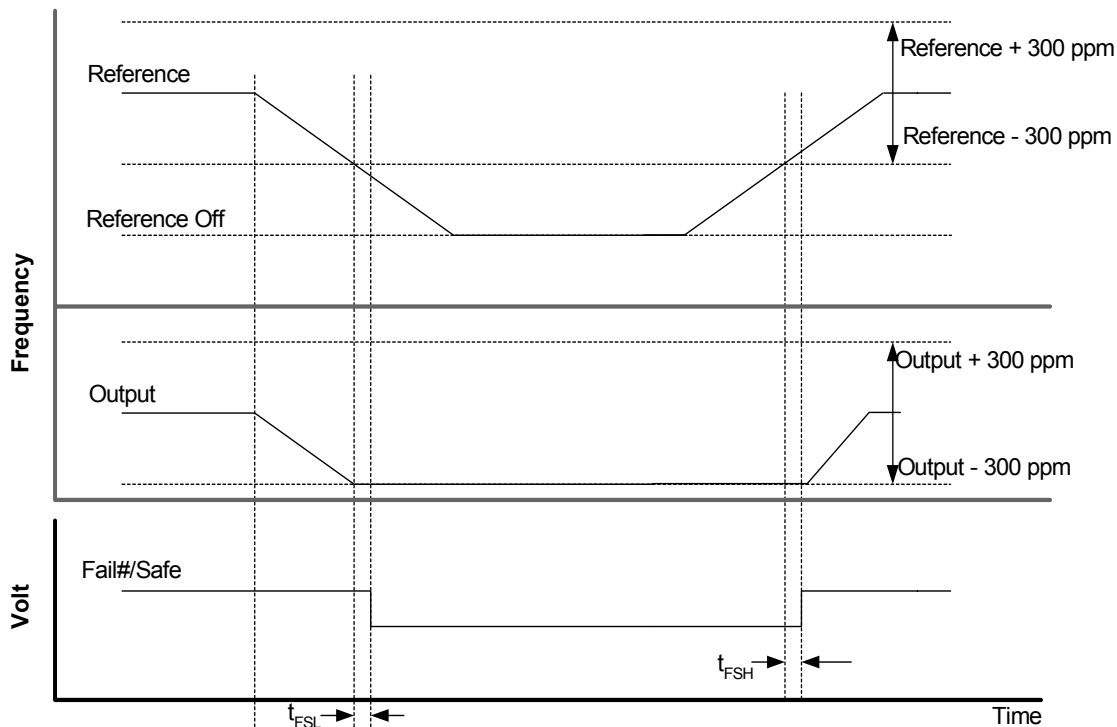 Reference
Reference + 300 ppm
Reference - 300 ppm
Reference Off
Frequency
Output
Output + 300 ppm
Output - 300 ppm
Volt
Fail#/Safe
tFSH
tFSL
Time